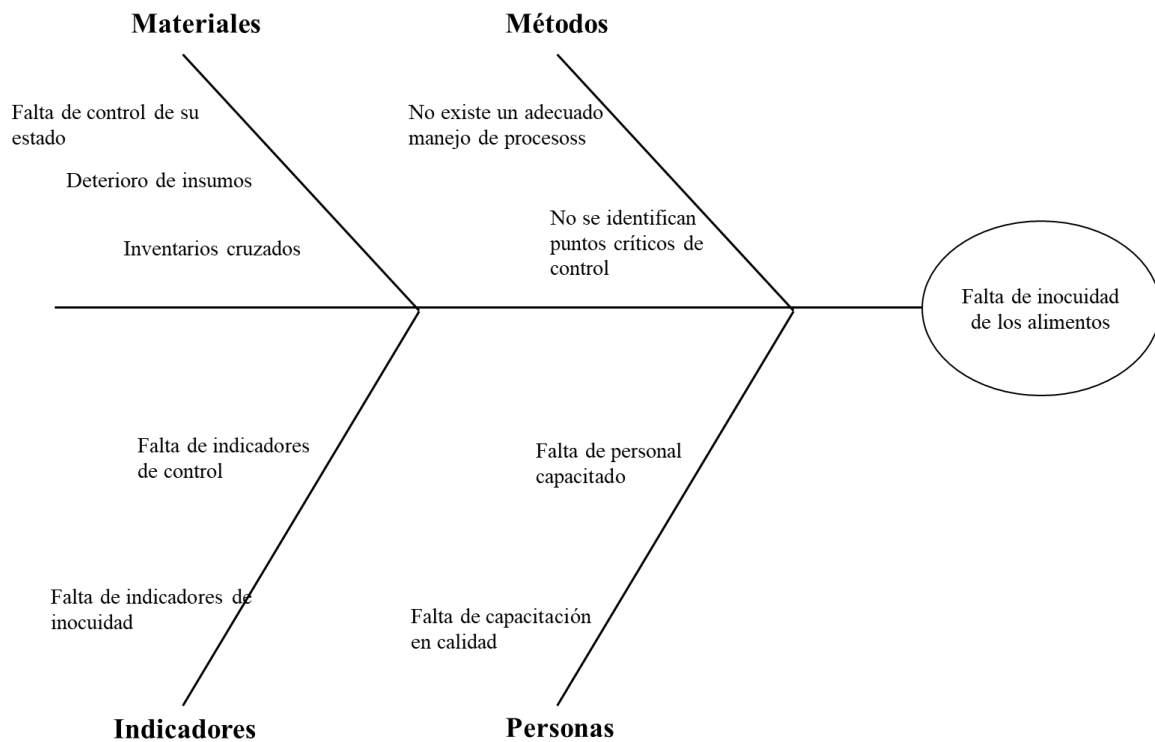 Materiales
Métodos
Falta de control de su
estado
Deterioro de insumos
Inventarios cruzados
No existe un adecuado
manejo de procesoss
No se identifican
puntos críticos de
control
Falta de inocuidad
de los alimentos
Falta de indicadores
de control
Falta de indicadores de
inocuidad
Falta de personal
capacitado
Falta de capacitación
en calidad
Indicadores
Personas